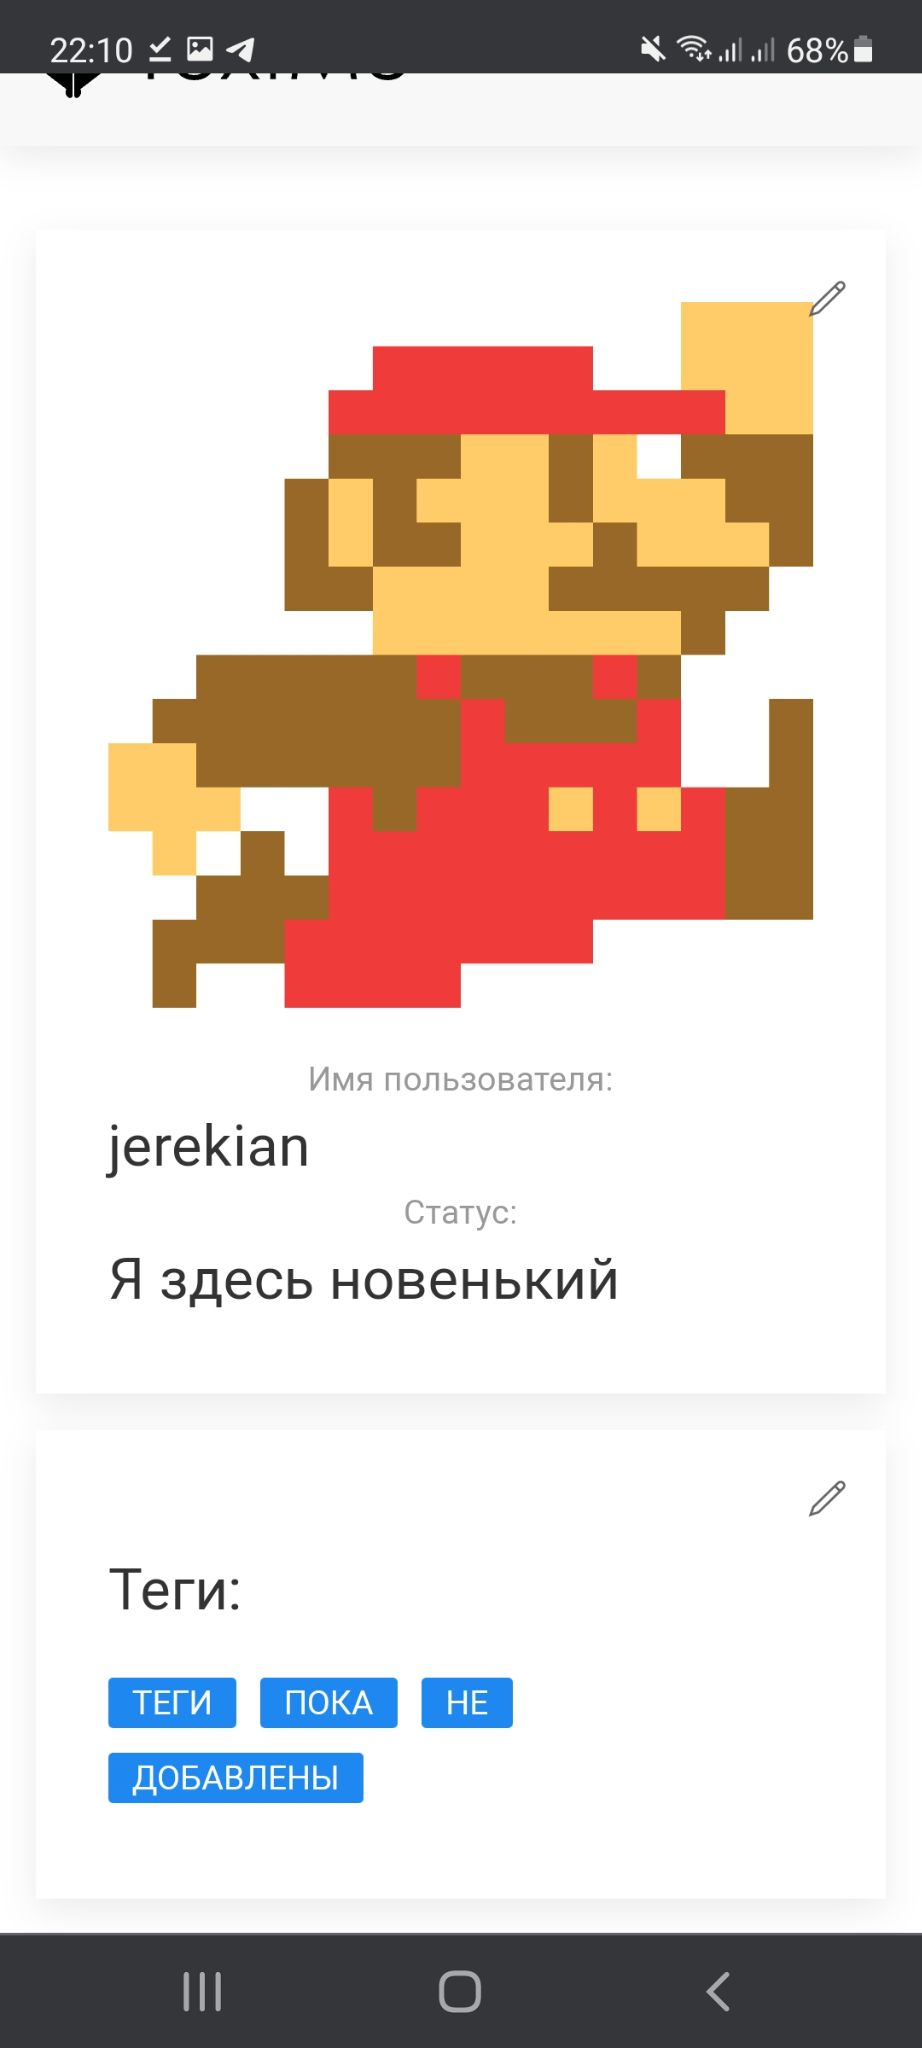 22:10
68%
Имя пользователя:
jerekian
Статус:
Я здесь новенький
Теги:
ТЕГИ ПОКА НЕ
ДОБАВЛЕНЫ